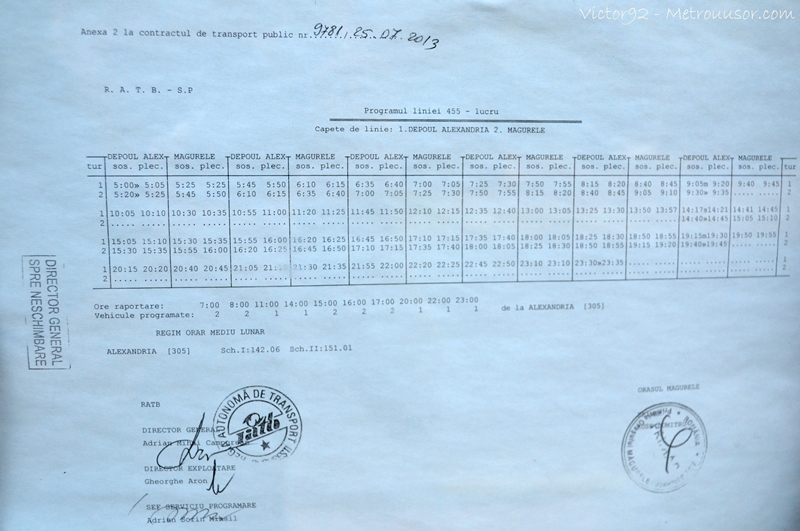 Victor92 - Metrouusor.com
Anexa 2 la contractul de transport public nr. 9781 / 25.07.2013
R. A. T. B. - S.P
Programul liniei 455 - lucru
Capete de linie: 1.DEPOUL ALEXANDRIA 2. MAGURELE
DEPOUL ALEX MAGURELE DEPOUL ALEX MAGURELE DEPOUL ALEX MAGURELE DEPOUL ALEX MAGURELE DEPOUL ALEX MAGURELE DEPOUL ALEX MAGURELE
tur sos. plec. sos. plec. sos. plec. sos. plec. sos. plec. sos. plec. sos. plec. sos. plec. sos. plec. sos. plec. sos. plec. sos. plec. tur
1 5:00» 5:05 5:25 5:25 5:45 5:50 6:10 6:15 6:35 6:40 7:00 7:05 7:25 7:30 7:50 7:55 8:15 8:20 8:40 8:45 9:05m 9:20 9:40 9:45 1
2 5:20» 5:25 5:45 5:50 6:10 6:15 6:35 6:40 7:00 7:05 7:25 7:30 7:50 7:55 8:15 8:20 8:40 8:45 9:05 9:10 9:30» 9:35 ..... ..... 2
1 10:05 10:10 10:30 10:35 10:55 11:00 11:20 11:25 11:45 11:50 12:10 12:15 12:35 12:40 13:00 13:05 13:25 13:30 13:50 13:57 14:17»14:21 14:41 14:45 1
2 14:40»14:45 15:05 15:10 2
1 15:05 15:10 15:30 15:35 15:55 16:00 16:20 16:25 16:45 16:50 17:10 17:15 17:35 17:40 18:00 18:05 18:25 18:30 18:50 18:55 19:15m19:30 19:50 19:55 1
2 15:30 15:35 15:55 16:00 16:20 16:25 16:45 16:50 17:10 17:15 17:35 17:40 18:00 18:05 18:25 18:30 18:50 18:55 19:15 19:20 19:40»19:45 ..... ..... 2
1 20:15 20:20 20:40 20:45 21:05 21:30 21:35 21:55 22:00 22:20 22:25 22:45 22:50 23:10 23:10 23:30»23:35 1
2 2
Ore raportare: 7:00 8:00 11:00 14:00 15:00 16:00 17:00 20:00 22:00 23:00
Vehicule programate: 2 2 1 1 2 2 2 1 1 1 de la ALEXANDRIA [305]
REGIM ORAR MEDIU LUNAR
ALEXANDRIA [305] Sch.I:142.06 Sch.II:151.01
DIRECTOR GENERAL
SPRE NESCHIMBARE
ORASUL MAGURELE
RATB
AUTONOMĂ DE TRANSPORT
ratb
DIRECTOR GENERAL
Adrian Mihai
DIRECTOR EXPLOATARE
Gheorghe Aron
SEF SERVICIU PROGRAMARE
Adrian Sorin Mihail
ROMANIA